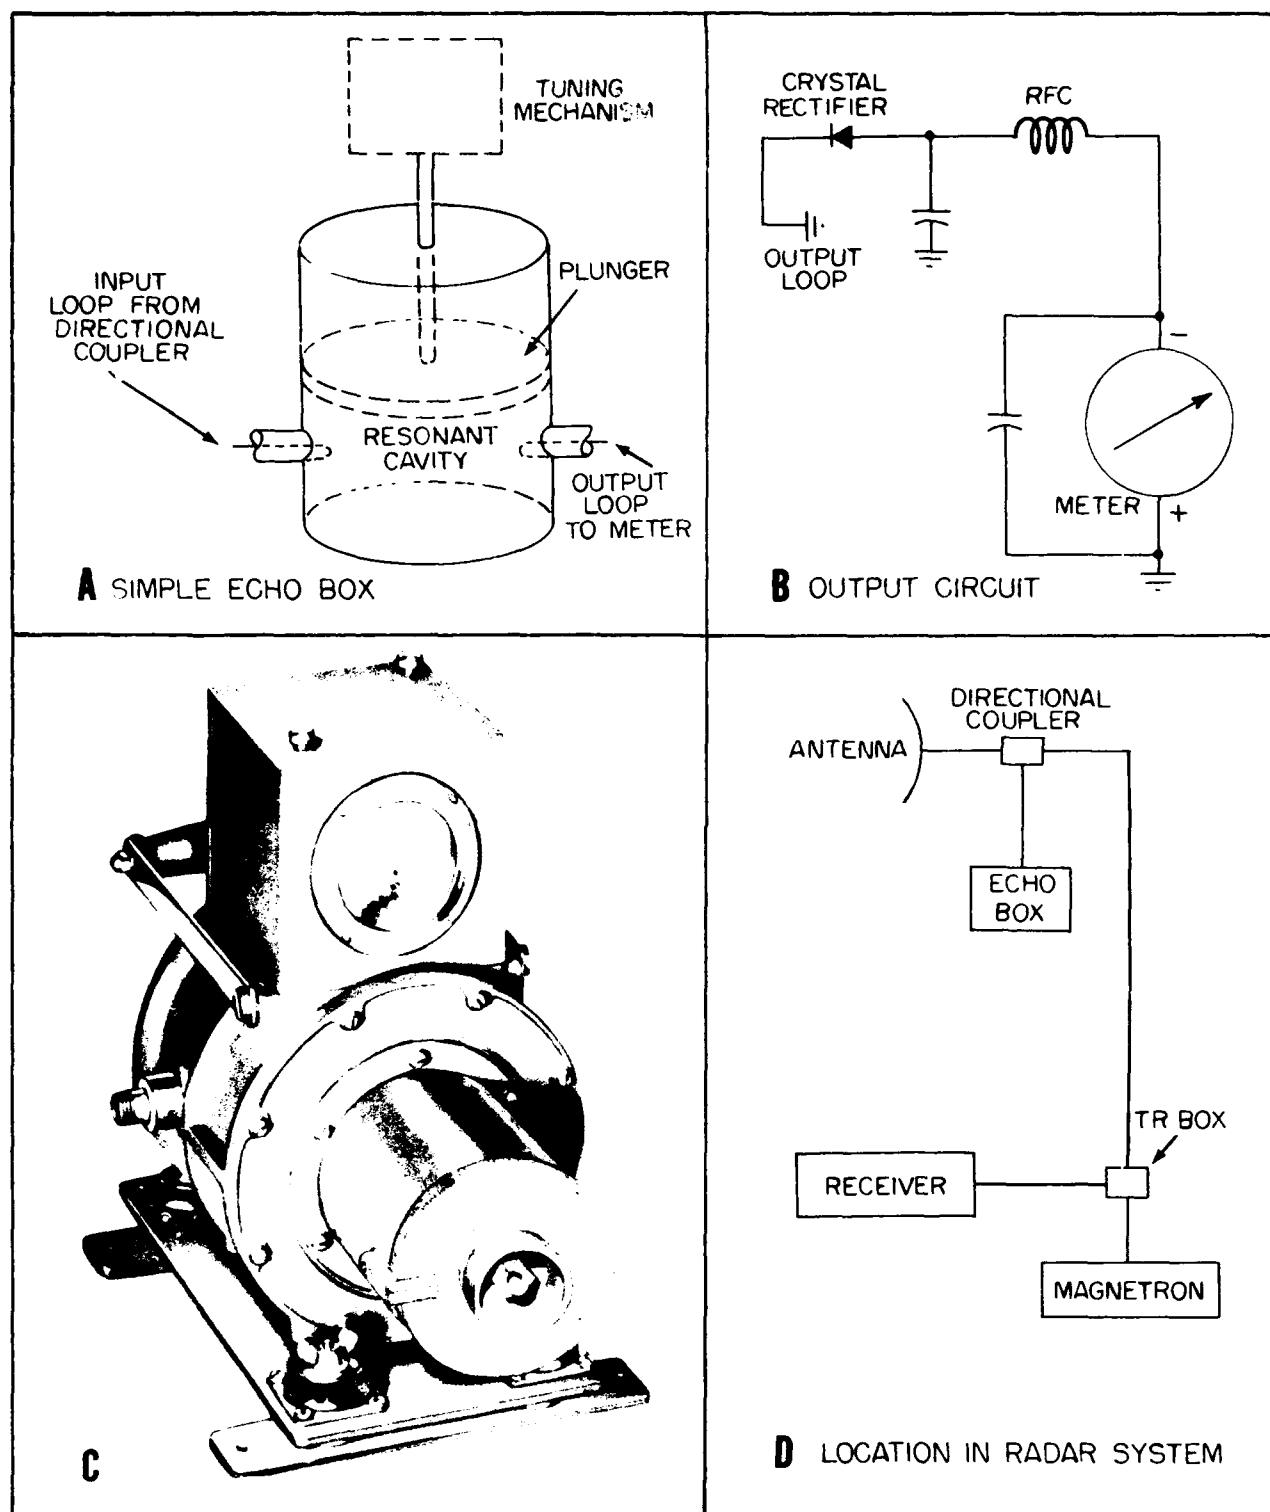 TUNING
MECHANISM
INPUT
LOOP FROM
DIRECTIONAL
COUPLER
PLUNGER
RESONANT
CAVITY
OUTPUT
LOOP
TO METER
A SIMPLE ECHO BOX
CRYSTAL
RECTIFIER
RFC
OUTPUT
LOOP
-
METER
+
B OUTPUT CIRCUIT
C
DIRECTIONAL
COUPLER
ANTENNA
ECHO
BOX
TR BOX
RECEIVER
MAGNETRON
D LOCATION IN RADAR SYSTEM